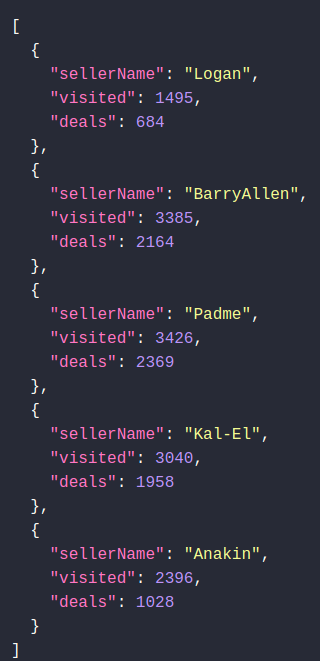 [
  {
    "sellerName": "Logan",
    "visited": 1495,
    "deals": 684
  },
  {
    "sellerName": "BarryAllen",
    "visited": 3385,
    "deals": 2164
  },
  {
    "sellerName": "Padme",
    "visited": 3426,
    "deals": 2369
  },
  {
    "sellerName": "Kal-El",
    "visited": 3040,
    "deals": 1958
  },
  {
    "sellerName": "Anakin",
    "visited": 2396,
    "deals": 1028
  }
]